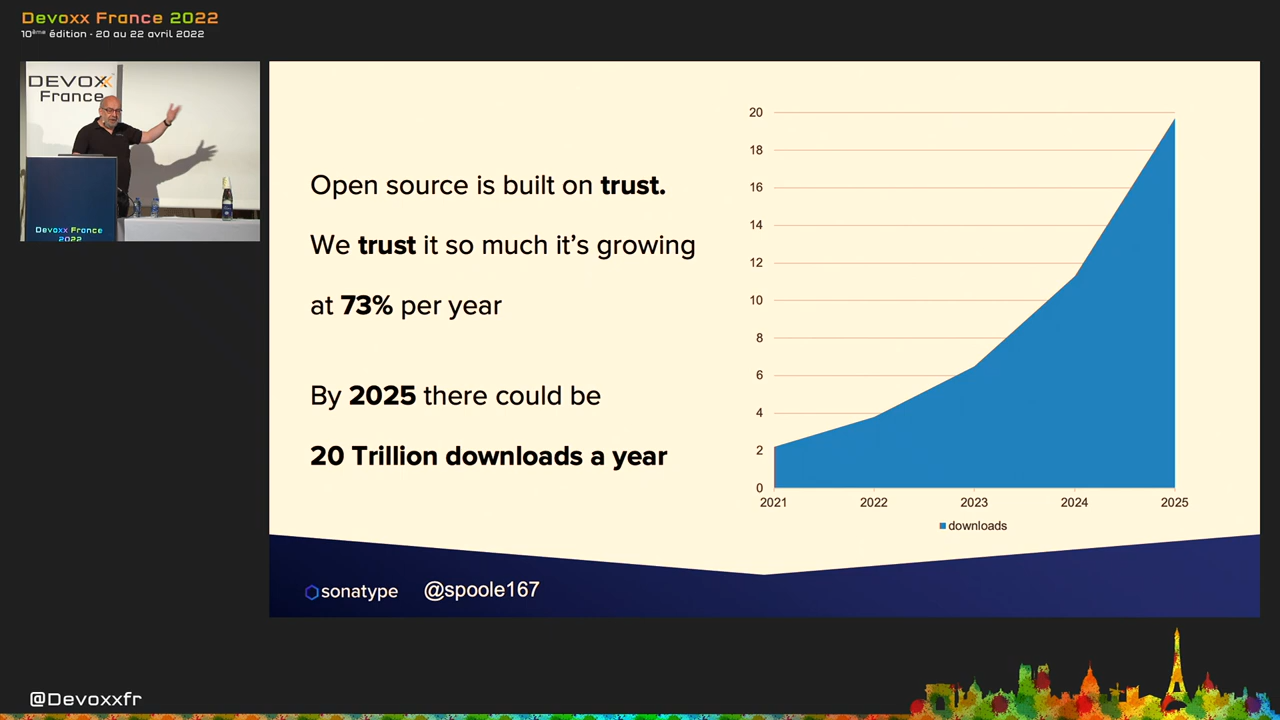 Devoxx France 2022
10ème édition - 20 au 22 avril 2022
DEVOXX
France
Devoxx France
2022
Open source is built on trust.
We trust it so much it’s growing
at 73% per year
By 2025 there could be
20 Trillion downloads a year
20
18
16
14
12
10
8
6
4
2
0
2021 2022 2023 2024 2025
downloads
sonatype @spoole167
@Devoxxfr